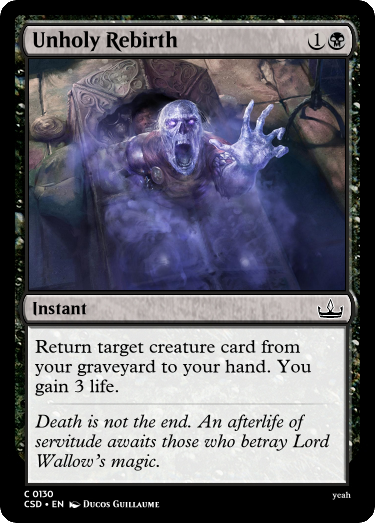 Unholy Rebirth 1
Instant
Return target creature card from
your graveyard to your hand. You
gain 3 life.
Death is not the end. An afterlife of
servitude awaits those who betray Lord
Wallow's magic.
C 0130
yeah
CSD • EN Ducos Guillaume